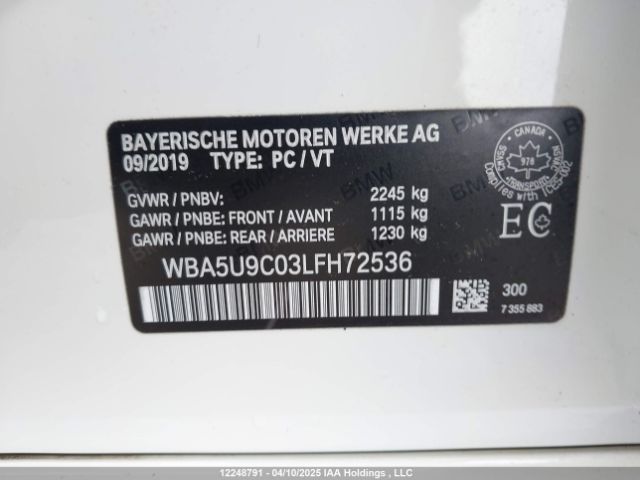 BAYERISCHE MOTOREN WERKE AG
09/2019 TYPE: PC / VT
GVWR / PNBV: 2245 kg
GAWR / PNBE: FRONT / AVANT 1115 kg
GAWR / PNBE: REAR / ARRIERE 1230 kg
WBA5U9C03LFH72536
CANADA
978
TRANSPORT
EC
300
7 355 883
BMW
12248791 - 04/10/2025 IAA Holdings , LLC